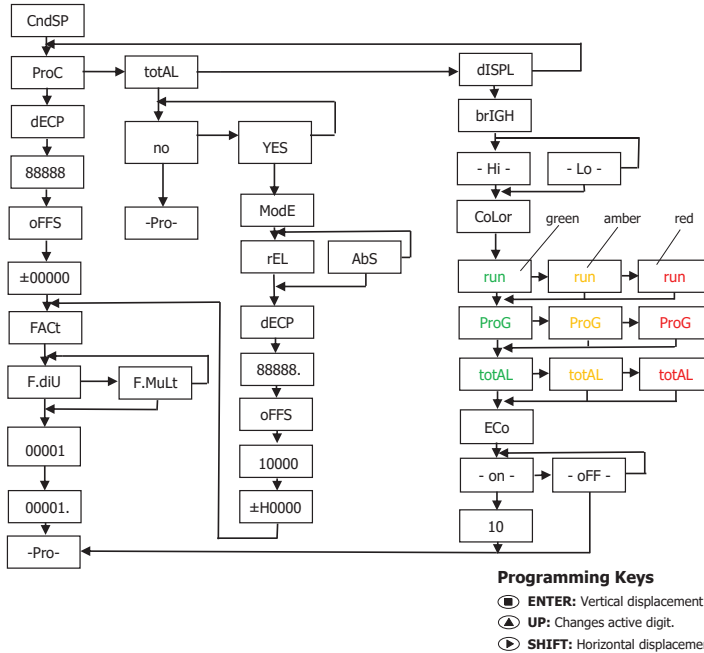 CndSP
ProC
totAL
dISPL
dECP
brIGH
no
YES
88888
- Hi -
- Lo -
oFFS
-Pro-
ModE
CoLor
green
amber
red
±00000
rEL
AbS
run
run
run
FACt
dECP
ProG
ProG
ProG
F.diU
F.MuLt
88888.
totAL
totAL
totAL
oFFS
ECo
00001
10000
- on -
- oFF -
00001.
±H0000
10
-Pro-
Programming Keys
ENTER: Vertical displacement
UP: Changes active digit.
SHIFT: Horizontal displaceme